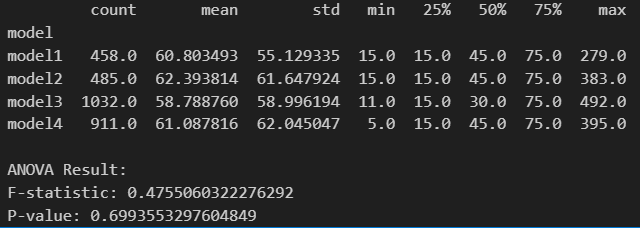 count mean std min 25% 50% 75% max
model
model1 458.0 60.803493 55.129335 15.0 15.0 45.0 75.0 279.0
model2 485.0 62.393814 61.647924 15.0 15.0 45.0 75.0 383.0
model3 1032.0 58.788760 58.996194 11.0 15.0 30.0 75.0 492.0
model4 911.0 61.087816 62.045047 5.0 15.0 45.0 75.0 395.0
ANOVA Result:
F-statistic: 0.4755060322276292
P-value: 0.6993553297604849